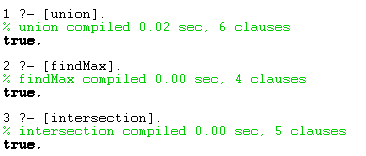 1 ?- [union].
% union compiled 0.02 sec, 6 clauses
true.
2 ?- [findMax].
% findMax compiled 0.00 sec, 4 clauses
true.
3 ?- [intersection].
% intersection compiled 0.00 sec, 5 clauses
true.